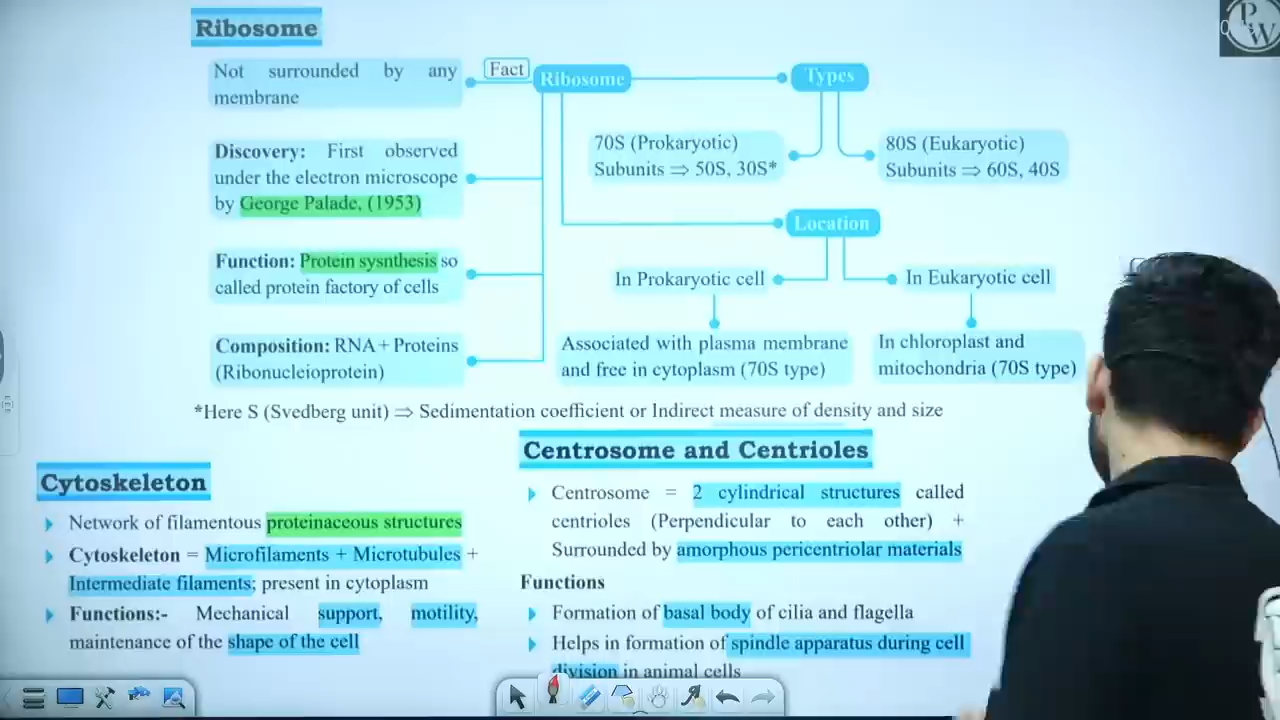 Ribosome
Not surrounded by any
membrane
Fact
Ribosome
Types
Discovery: First observed
under the electron microscope
by George Palade, (1953)
70S (Prokaryotic)
Subunits ⇒ 50S, 30S*
80S (Eukaryotic)
Subunits ⇒ 60S, 40S
Location
Function: Protein sysnthesis so
called protein factory of cells
In Prokaryotic cell
In Eukaryotic cell
Composition: RNA + Proteins
(Ribonucleioprotein)
Associated with plasma membrane
and free in cytoplasm (70S type)
In chloroplast and
mitochondria (70S type)
*Here S (Svedberg unit) ⇒ Sedimentation coefficient or Indirect measure of density and size
Cytoskeleton
Network of filamentous proteinaceous structures
Cytoskeleton = Microfilaments + Microtubules +
Intermediate filaments; present in cytoplasm
Functions:- Mechanical support, motility,
maintenance of the shape of the cell
Centrosome and Centrioles
Centrosome = 2 cylindrical structures called
centrioles (Perpendicular to each other) +
Surrounded by amorphous pericentriolar materials
Functions
Formation of basal body of cilia and flagella
Helps in formation of spindle apparatus during cell
division in animal cells
P
W